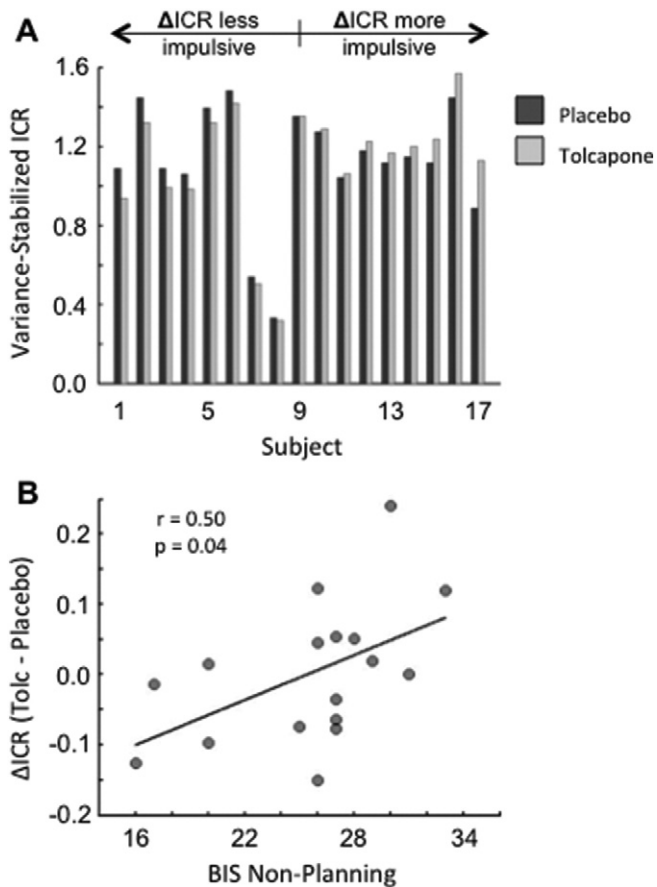 A
ΔICR less impulsive
ΔICR more impulsive
Variance-Stabilized ICR
1.6
1.2
0.8
0.4
0.0
Placebo
Tolcapone
1 5 9 13 17
Subject
B
r = 0.50
p = 0.04
ΔICR (Tolc - Placebo)
0.2
0.1
0.0
-0.1
-0.2
16 22 28 34
BIS Non-Planning